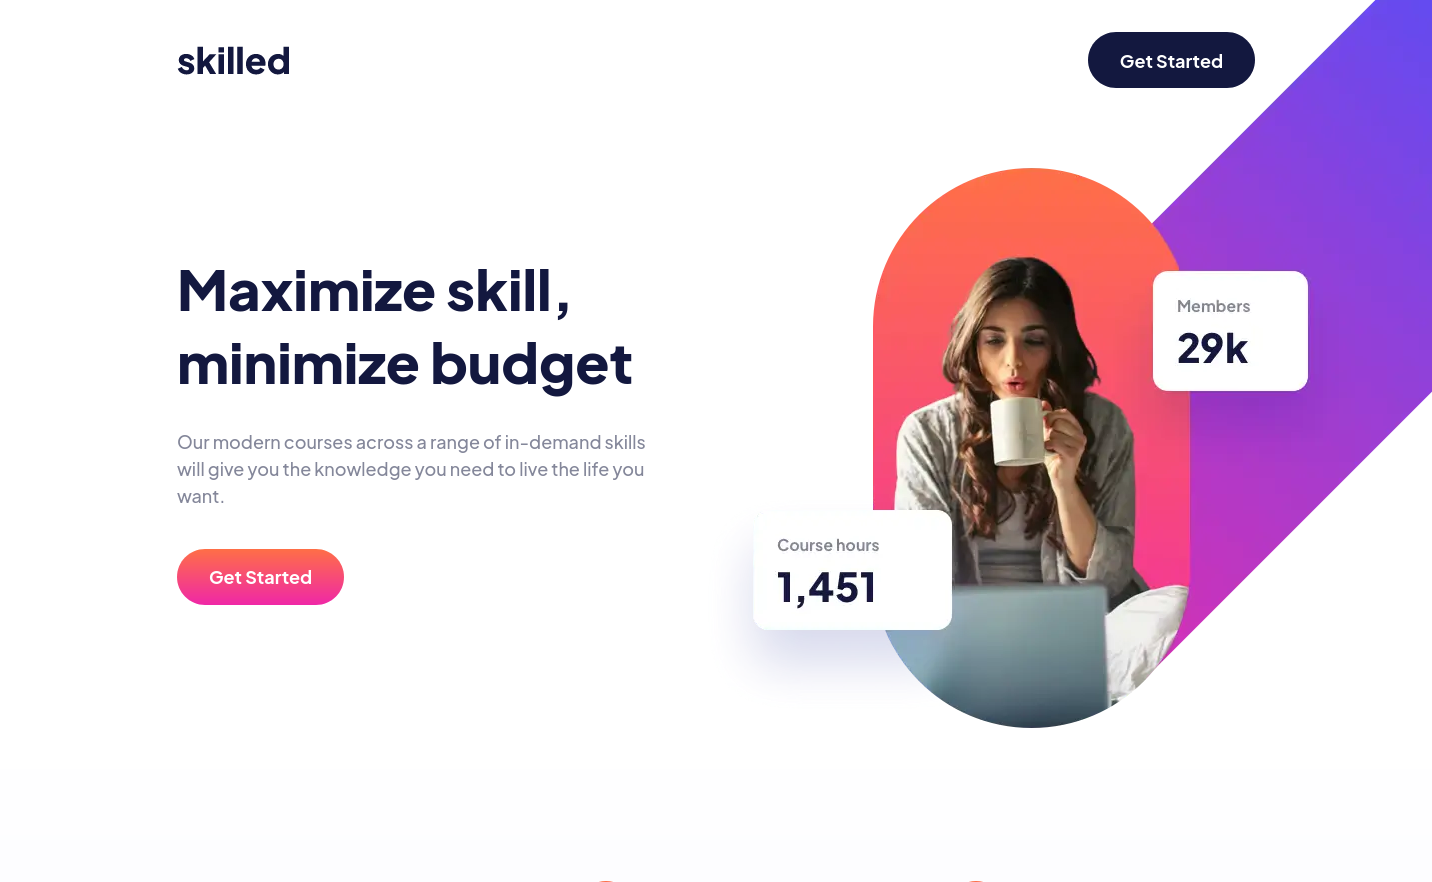 skilled
Get Started
Maximize skill,
minimize budget
Our modern courses across a range of in-demand skills
will give you the knowledge you need to live the life you
want.
Get Started
Members
29k
Course hours
1,451